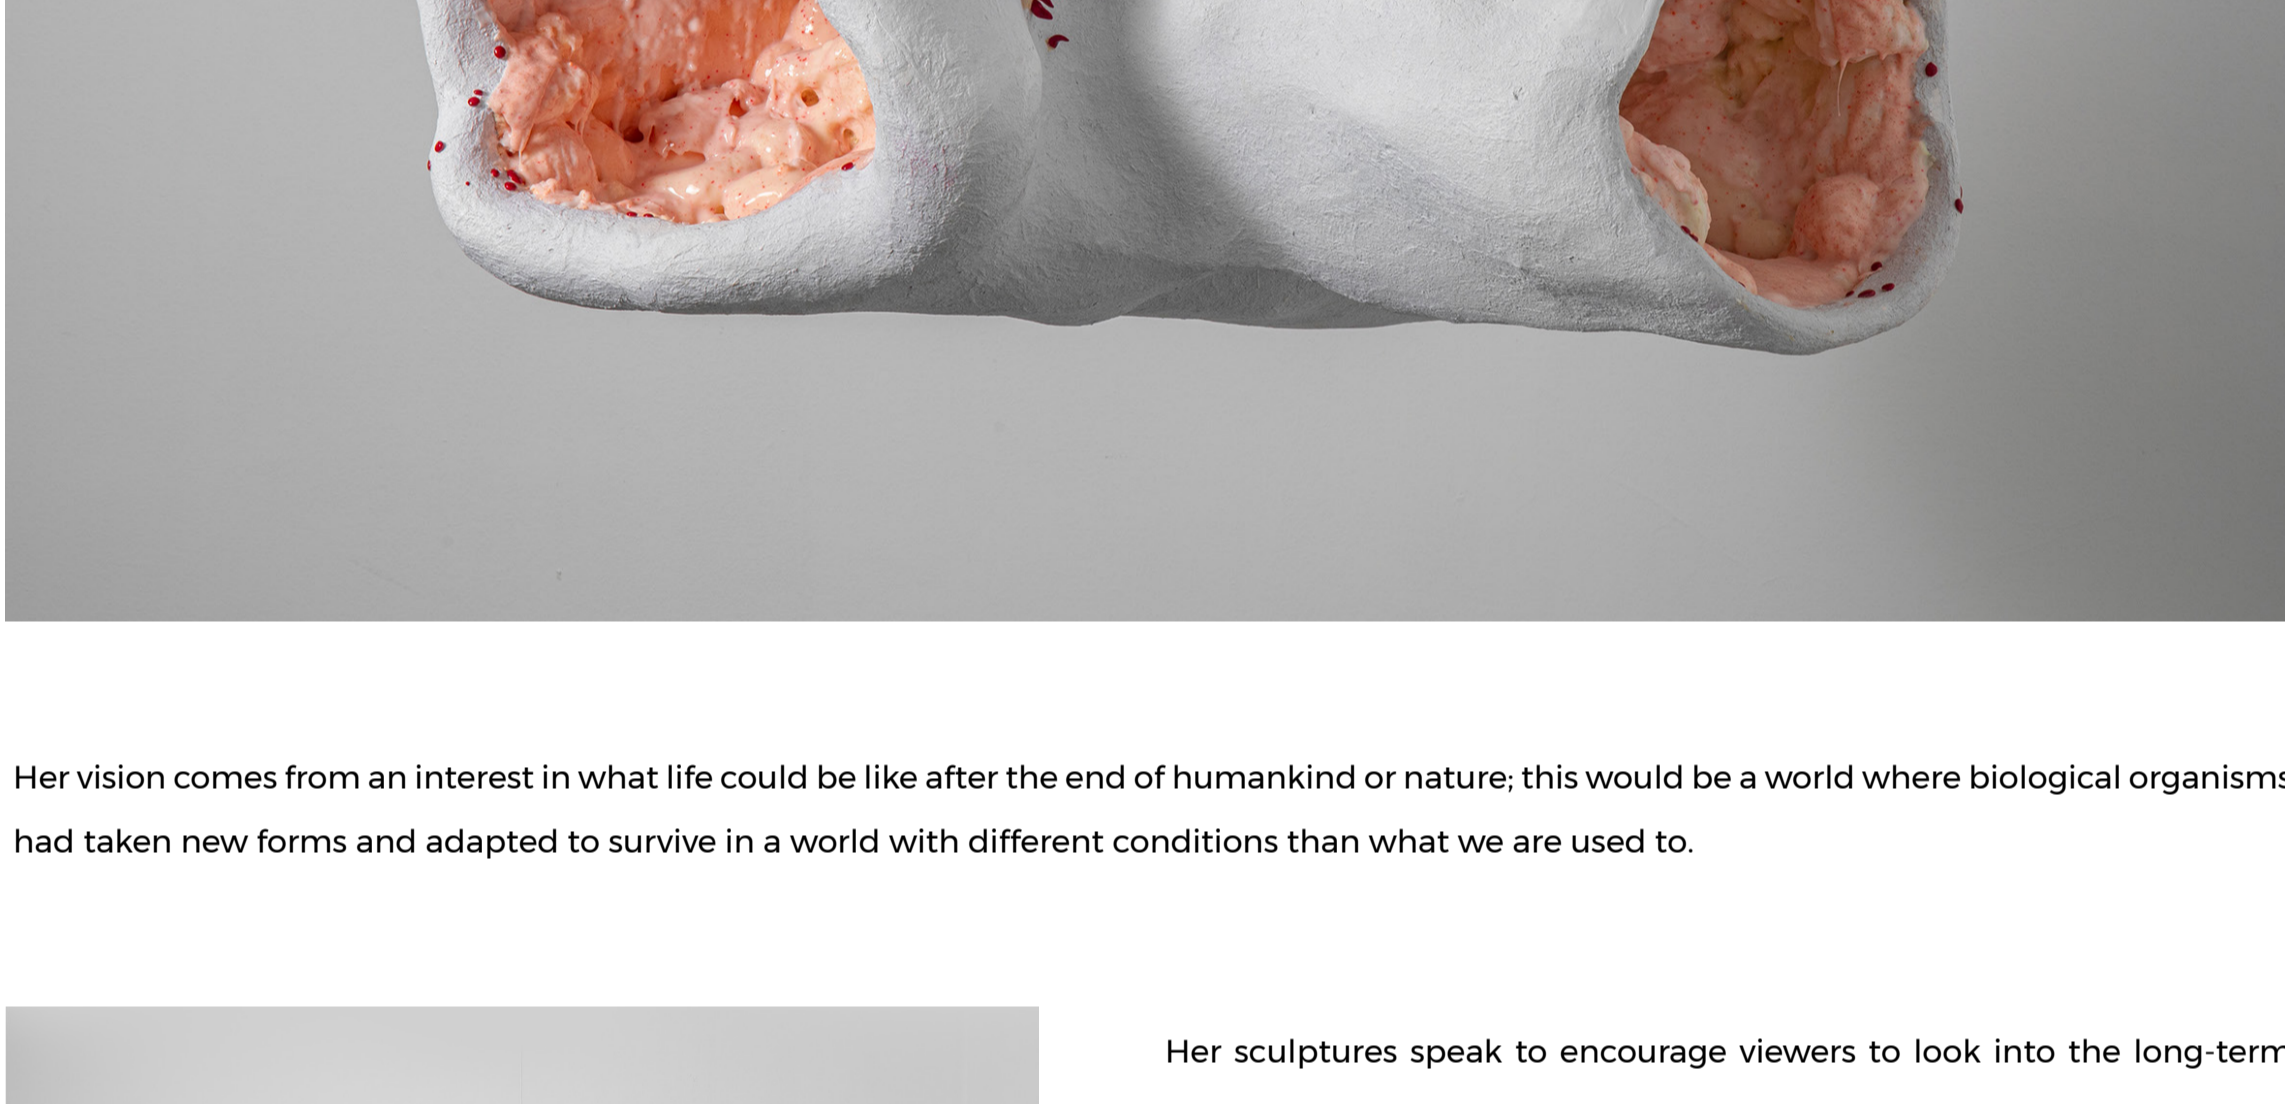 Her vision comes from an interest in what life could be like after the end of humankind or nature; this would be a world where biological organisms
had taken new forms and adapted to survive in a world with different conditions than what we are used to.
Her sculptures speak to encourage viewers to look into the long-term